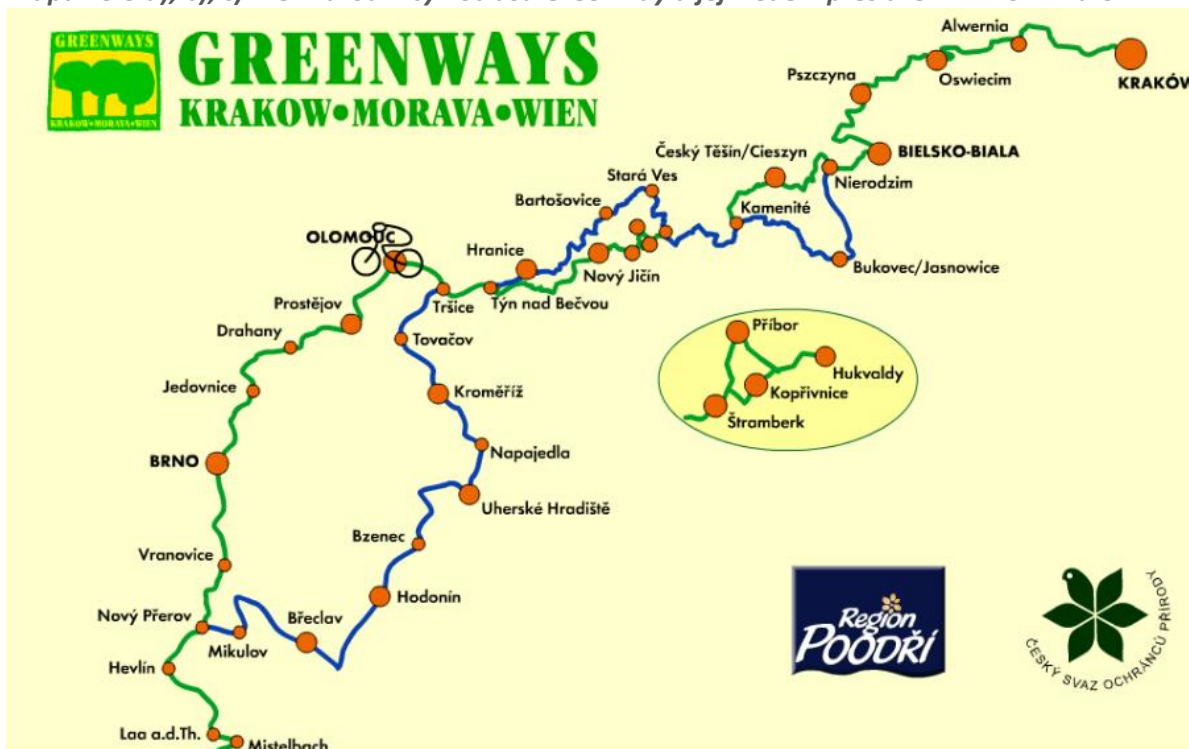 GREENWAYS
KRAKOW•MORAVA•WIEN
GREENWAYS
KRAKOW•MORAVA•WIEN
Alwernia
KRAKÓW
Oswiecim
Pszczyna
BIELSKO-BIALA
Český Těšín/Cieszyn
Nierodzim
Stará Ves
Kamenité
Bartošovice
Bukovec/Jasnowice
OLOMOUC
Hranice
Nový Jičín
Týn nad Bečvou
Tršice
Prostějov
Drahany
Tovačov
Jedovnice
Kroměříž
BRNO
Napajedla
Uherské Hradiště
Bzenec
Vranovice
Hodonín
Nový Přerov
Břeclav
Mikulov
Hevlín
Laa a.d.Th.
Mistelbach
Příbor
Hukvaldy
Kopřivnice
Štramberk
Region
POODŘÍ
ČESKÝ SVAZ OCHRÁNCŮ PŘÍRODY